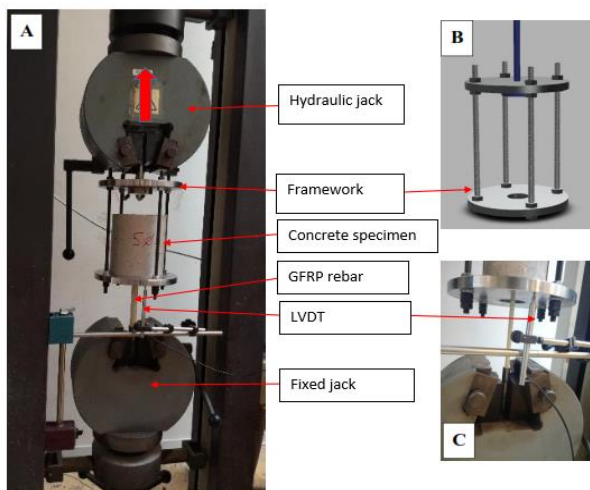 A
B
Hydraulic jack
Framework
Concrete specimen
GFRP rebar
LVDT
Fixed jack
C